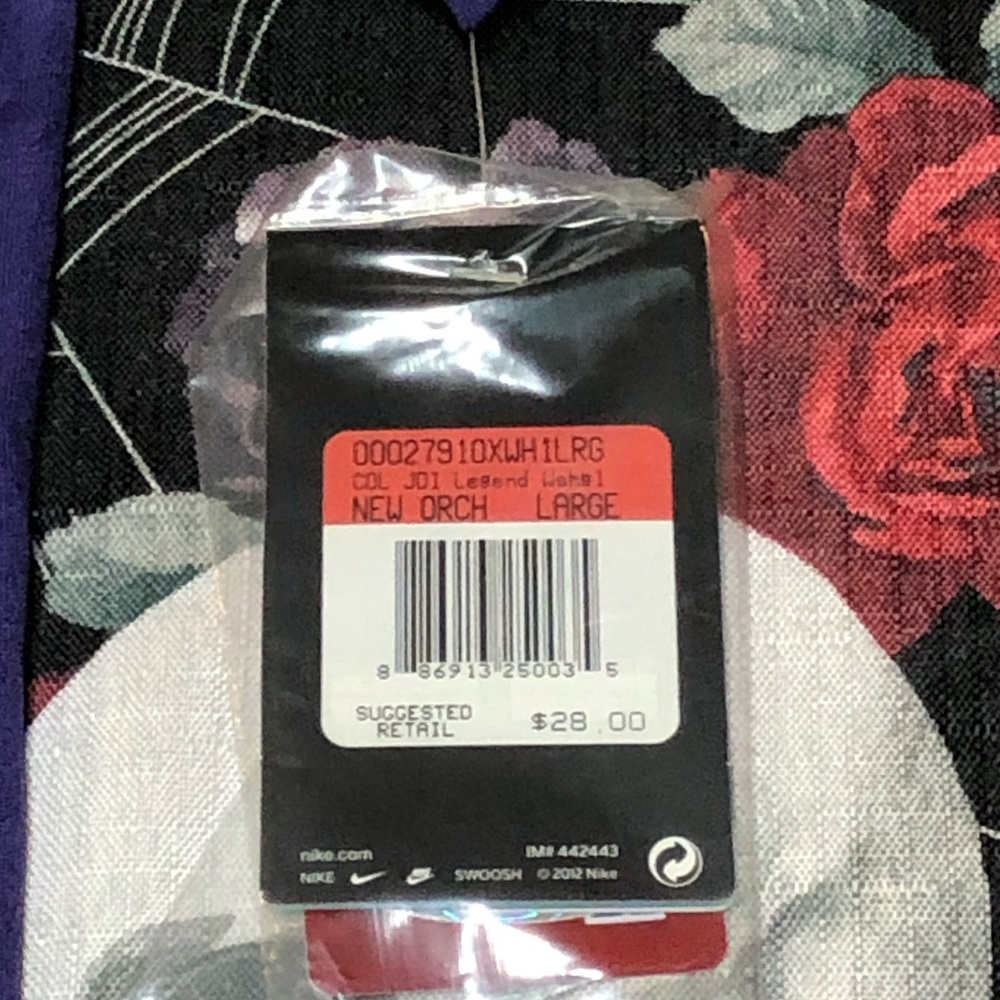 00027910XWH1LRG
COL JDI Legend Wshgl
NEW ORCH LARGE
8 86913 25003 5
SUGGESTED RETAIL $28.00
nike.com IM# 442443
NIKE SWOOSH © 2012 Nike